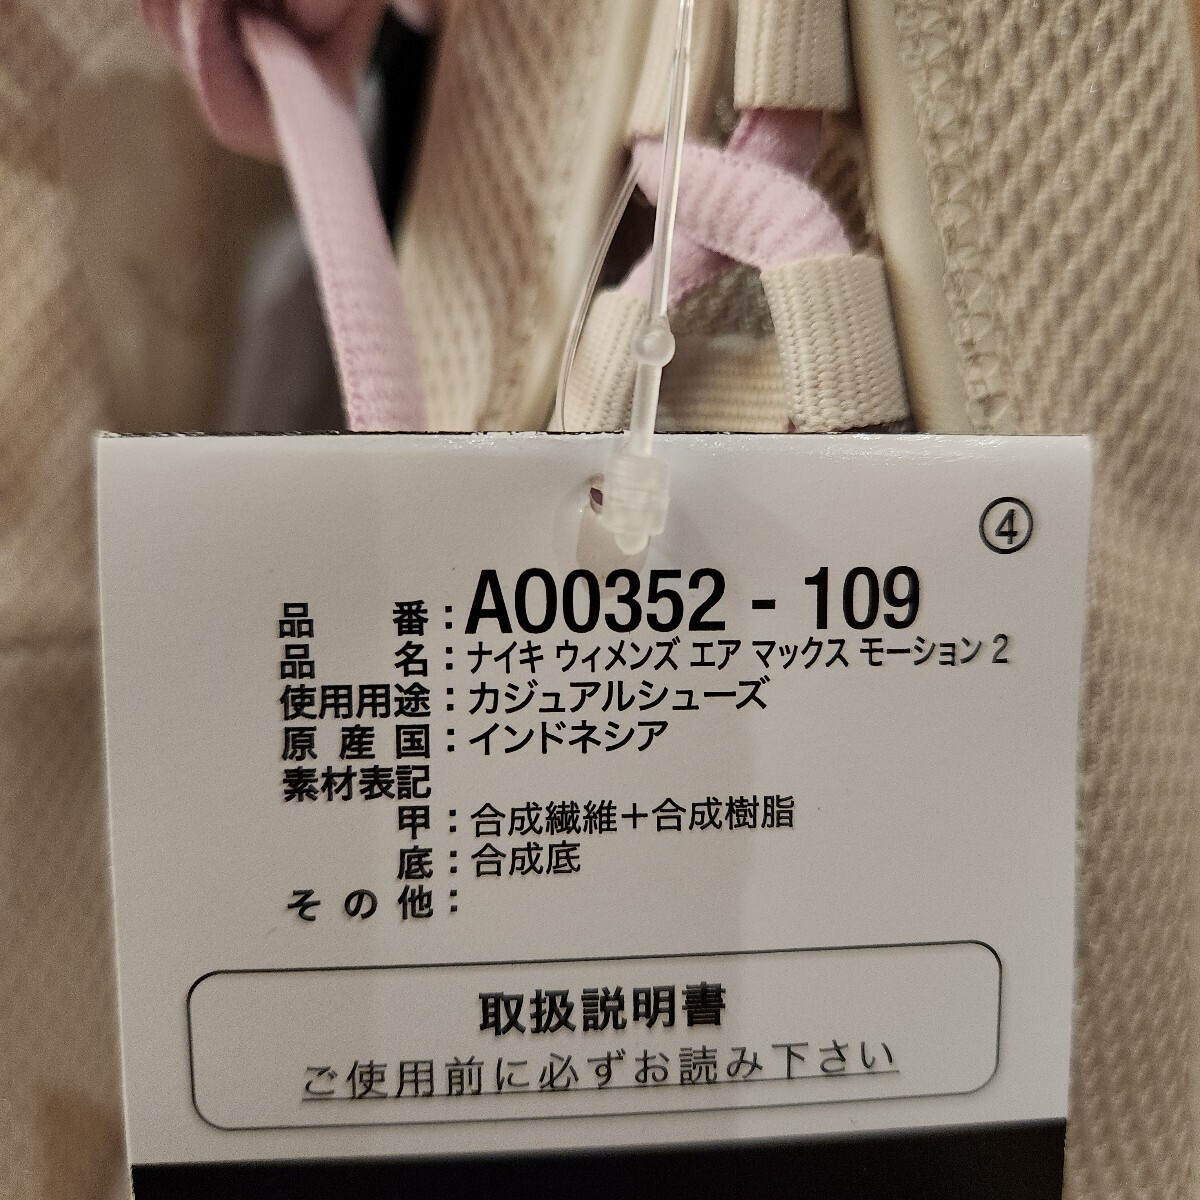 ④
品番：AO0352 - 109
品名：ナイキ ウィメンズ エア マックス モーション 2
使用用途：カジュアルシューズ
原産国：インドネシア
素材表記
甲：合成繊維＋合成樹脂
底：合成底
その他：
取扱説明書
ご使用前に必ずお読み下さい